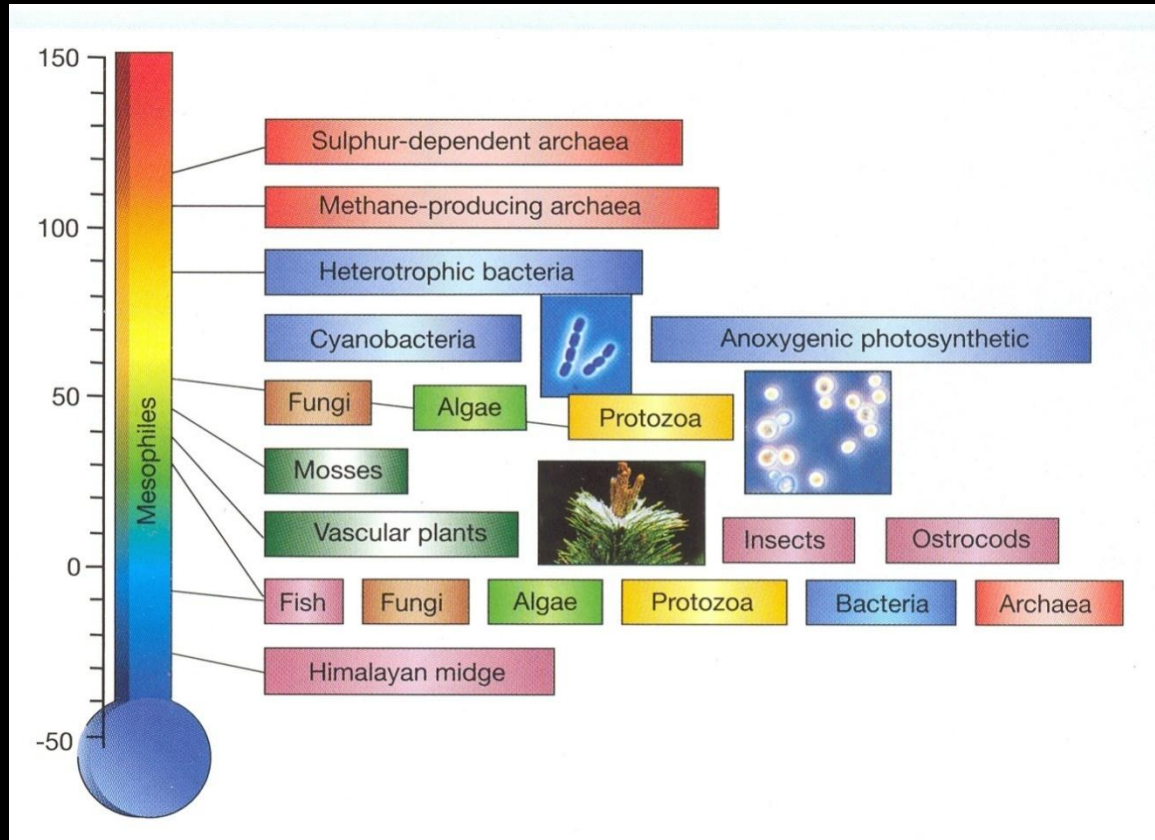 150
Sulphur-dependent archaea
Methane-producing archaea
100
Heterotrophic bacteria
Cyanobacteria
Anoxygenic photosynthetic
50
Fungi
Algae
Protozoa
Mesophiles
Mosses
Vascular plants
Insects
Ostrocods
0
Fish
Fungi
Algae
Protozoa
Bacteria
Archaea
Himalayan midge
-50